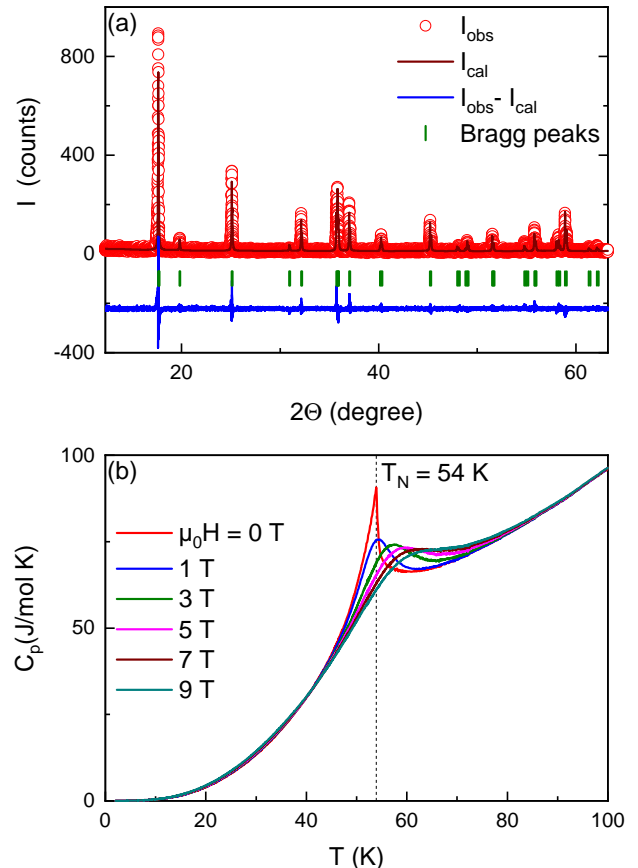 (a)
I_obs
I_cal
I_obs- I_cal
Bragg peaks
800
400
0
-400
I (counts)
20 40 60
2Θ (degree)
(b)
T_N = 54 K
μ₀H = 0 T
1 T
3 T
5 T
7 T
9 T
100
50
0
C_p(J/mol K)
0 20 40 60 80 100
T (K)